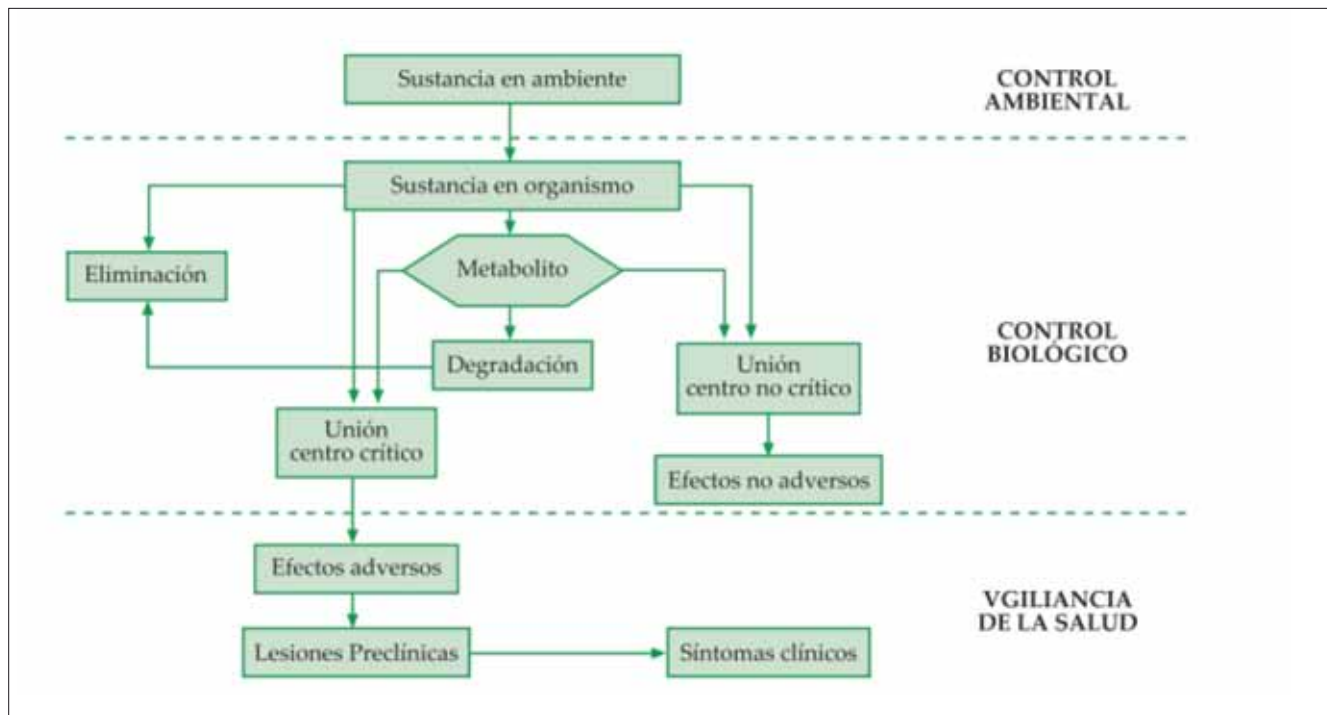 Sustancia en ambiente
CONTROL
AMBIENTAL
Sustancia en organismo
Eliminación
Metabolito
CONTROL
BIOLÓGICO
Degradación
Unión
centro no crítico
Unión
centro crítico
Efectos no adversos
Efectos adversos
VGILIANCIA
DE LA SALUD
Lesiones Preclínicas
Síntomas clínicos